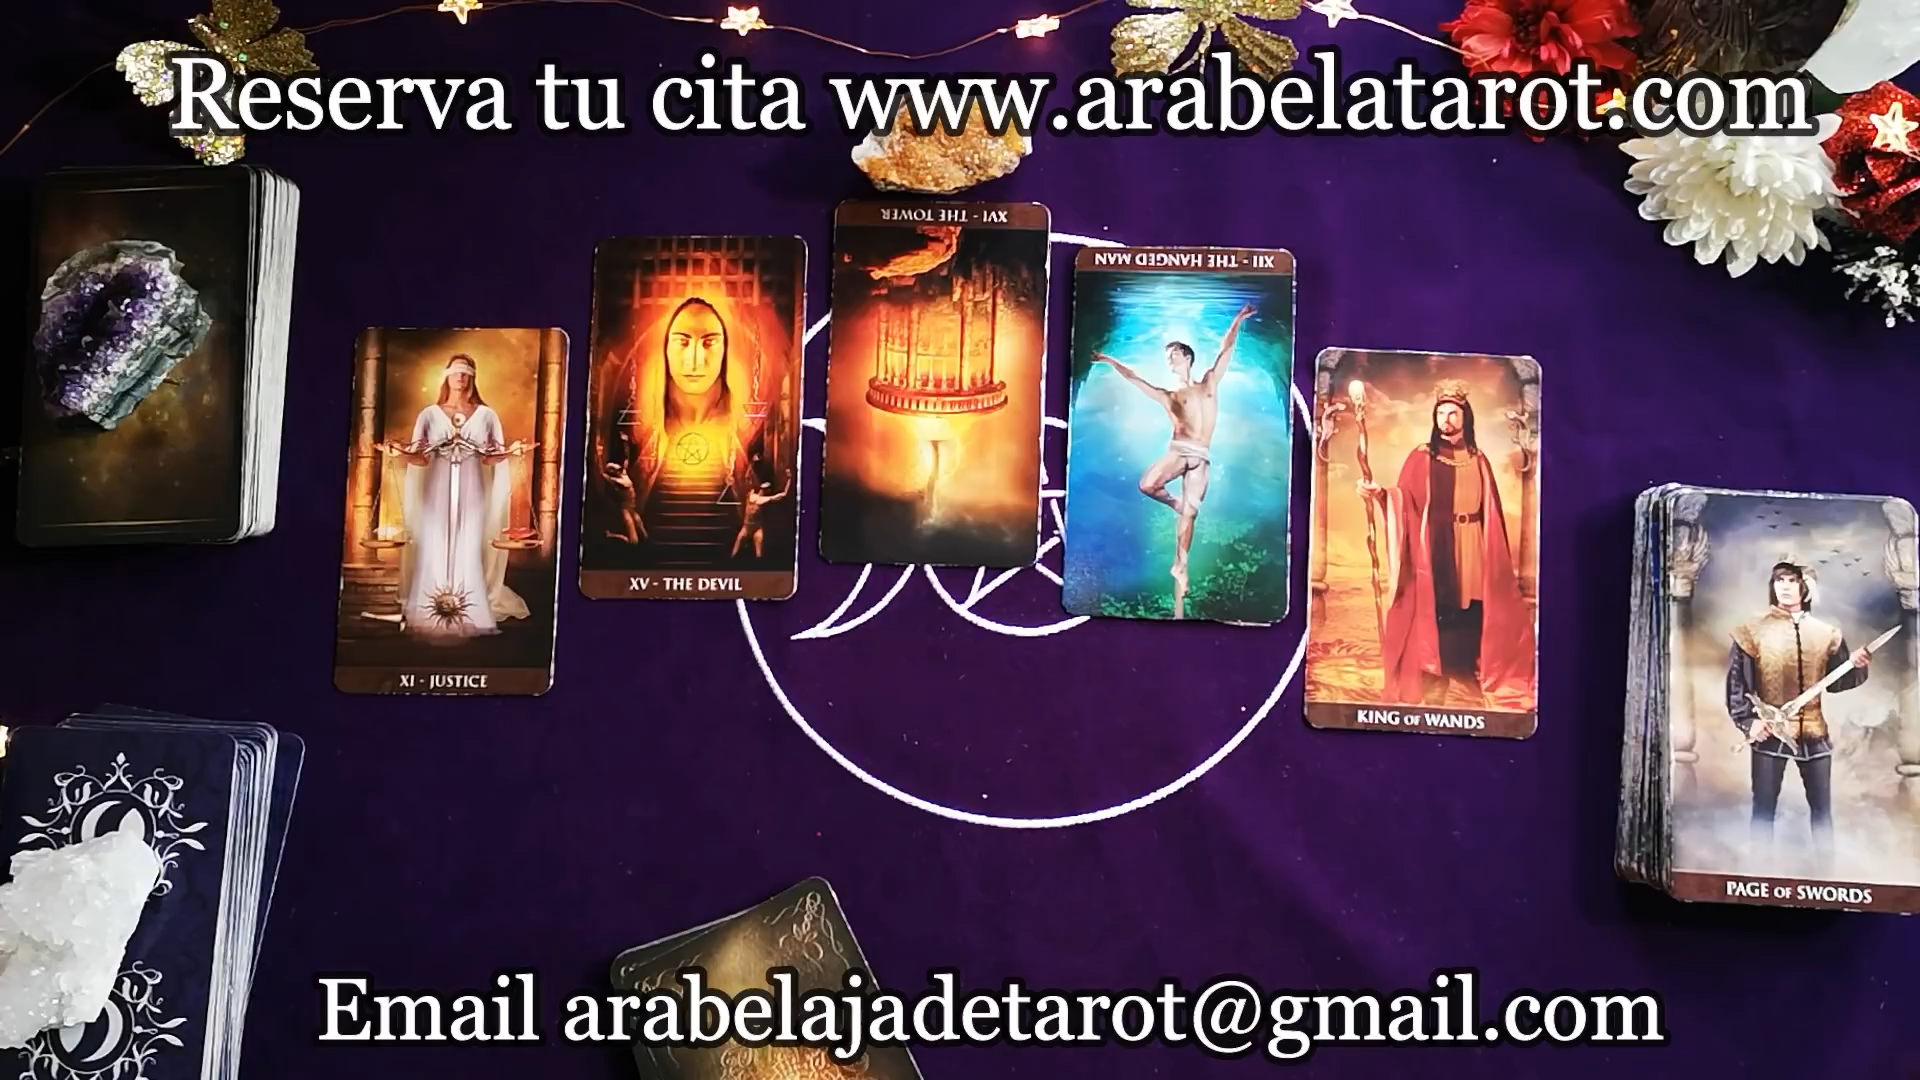 Reserva tu cita www.arabelatarot.com
XVI - THE TOWER
XII - THE HANGED MAN
XV - THE DEVIL
XI - JUSTICE
KING OF WANDS
PAGE OF SWORDS
Email arabelajadetarot@gmail.com